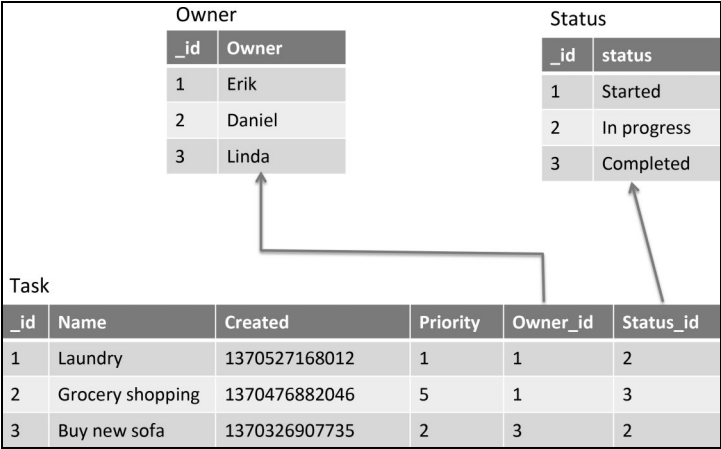 Owner
_id Owner
1 Erik
2 Daniel
3 Linda
Status
_id status
1 Started
2 In progress
3 Completed
Task
_id Name Created Priority Owner_id Status_id
1 Laundry 1370527168012 1 1 2
2 Grocery shopping 1370476882046 5 1 3
3 Buy new sofa 1370326907735 2 3 2